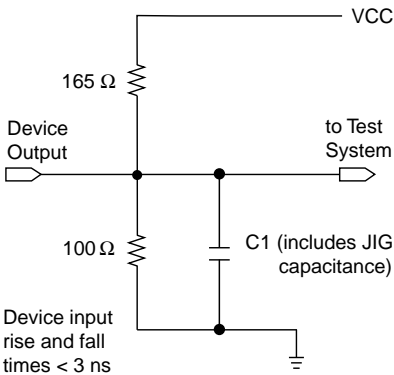 VCC
165 Ω
Device
Output
to Test
System
100 Ω
C1 (includes JIG
capacitance)
Device input
rise and fall
times < 3 ns